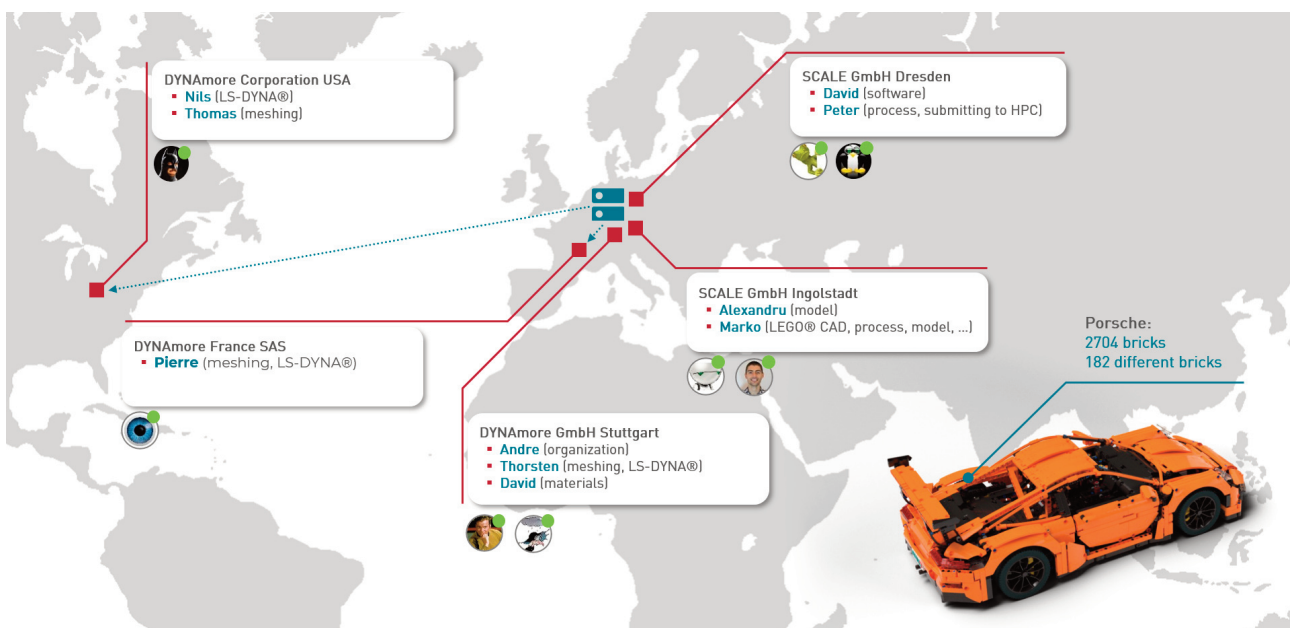 DYNAmore Corporation USA
Nils (LS-DYNA®)
Thomas (meshing)
SCALE GmbH Dresden
David (software)
Peter (process, submitting to HPC)
SCALE GmbH Ingolstadt
Alexandru (model)
Marko (LEGO® CAD, process, model, ...)
DYNAmore France SAS
Pierre (meshing, LS-DYNA®)
Porsche:
2704 bricks
182 different bricks
DYNAmore GmbH Stuttgart
Andre (organization)
Thorsten (meshing, LS-DYNA®)
David (materials)